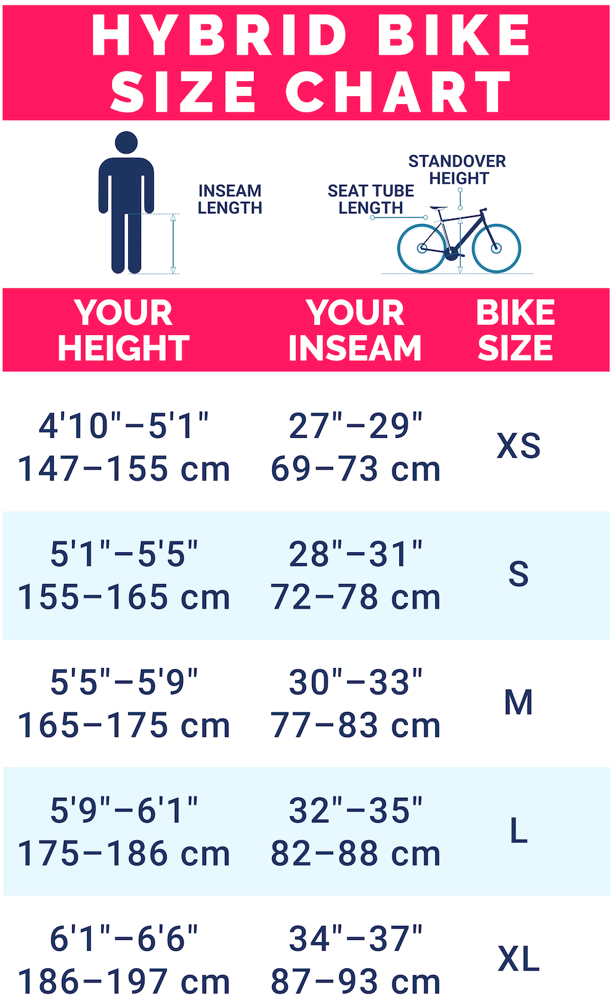 HYBRID BIKE
SIZE CHART
INSEAM
LENGTH
STANDOVER
HEIGHT
SEAT TUBE
LENGTH
YOUR
HEIGHT
YOUR
INSEAM
BIKE
SIZE
4'10"–5'1"
147–155 cm
27"–29"
69–73 cm
XS
5'1"–5'5"
155–165 cm
28"–31"
72–78 cm
S
5'5"–5'9"
165–175 cm
30"–33"
77–83 cm
M
5'9"–6'1"
175–186 cm
32"–35"
82–88 cm
L
6'1"–6'6"
186–197 cm
34"–37"
87–93 cm
XL